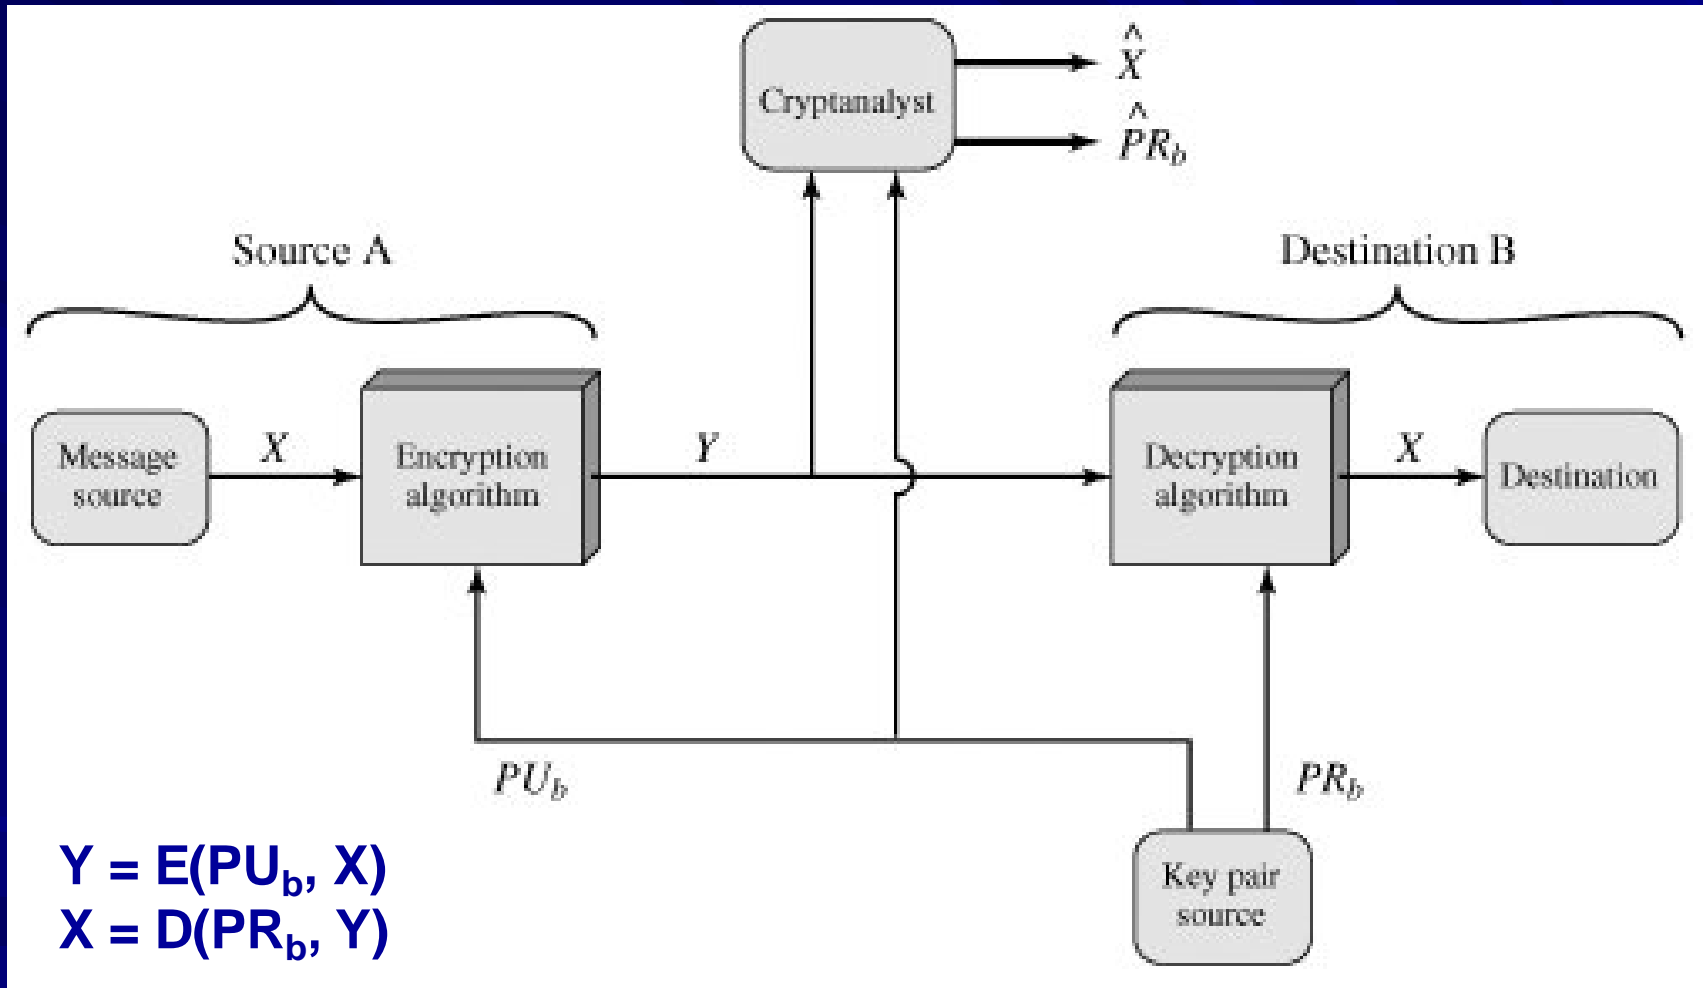 X̂
Cryptanalyst
P̂R_b
Source A
Destination B
Message
source
X
Encryption
algorithm
Y
Decryption
algorithm
X
Destination
PU_b
PR_b
Key pair
source
Y = E(PU_b, X)
X = D(PR_b, Y)